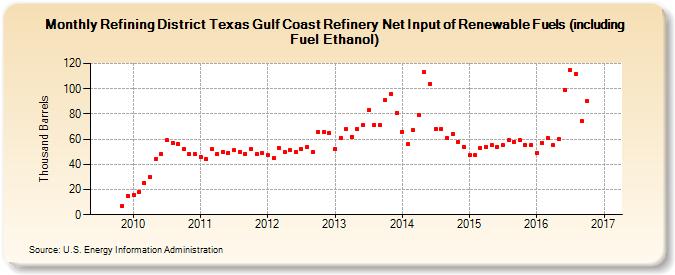 Monthly Refining District Texas Gulf Coast Refinery Net Input of Renewable Fuels (including
Fuel Ethanol)
Thousand Barrels
120
100
80
60
40
20
0
2010 2011 2012 2013 2014 2015 2016 2017
Source: U.S. Energy Information Administration